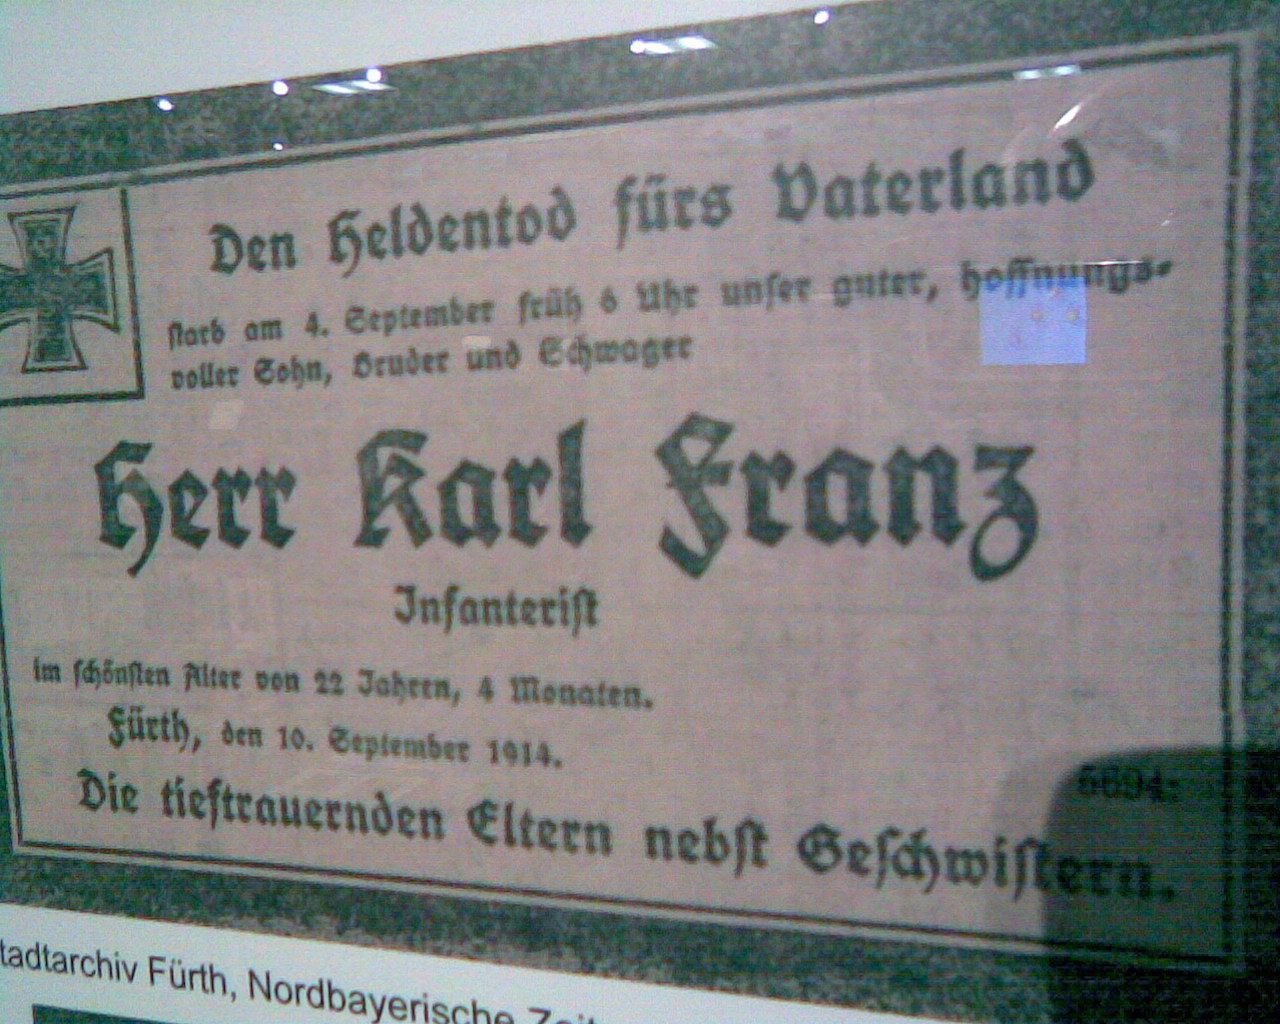 Den Heldentod fürs Vaterland
starb am 4. September früh 6 Uhr unser guter, hoffnungs-
voller Sohn, Bruder und Schwager
Herr Karl Franz
Infanterist
im schönsten Alter von 22 Jahren, 4 Monaten.
Fürth, den 10. September 1914.
5694
Die tieftrauernden Eltern nebst Geschwistern.
tadtarchiv Fürth, Nordbayerische Zeit